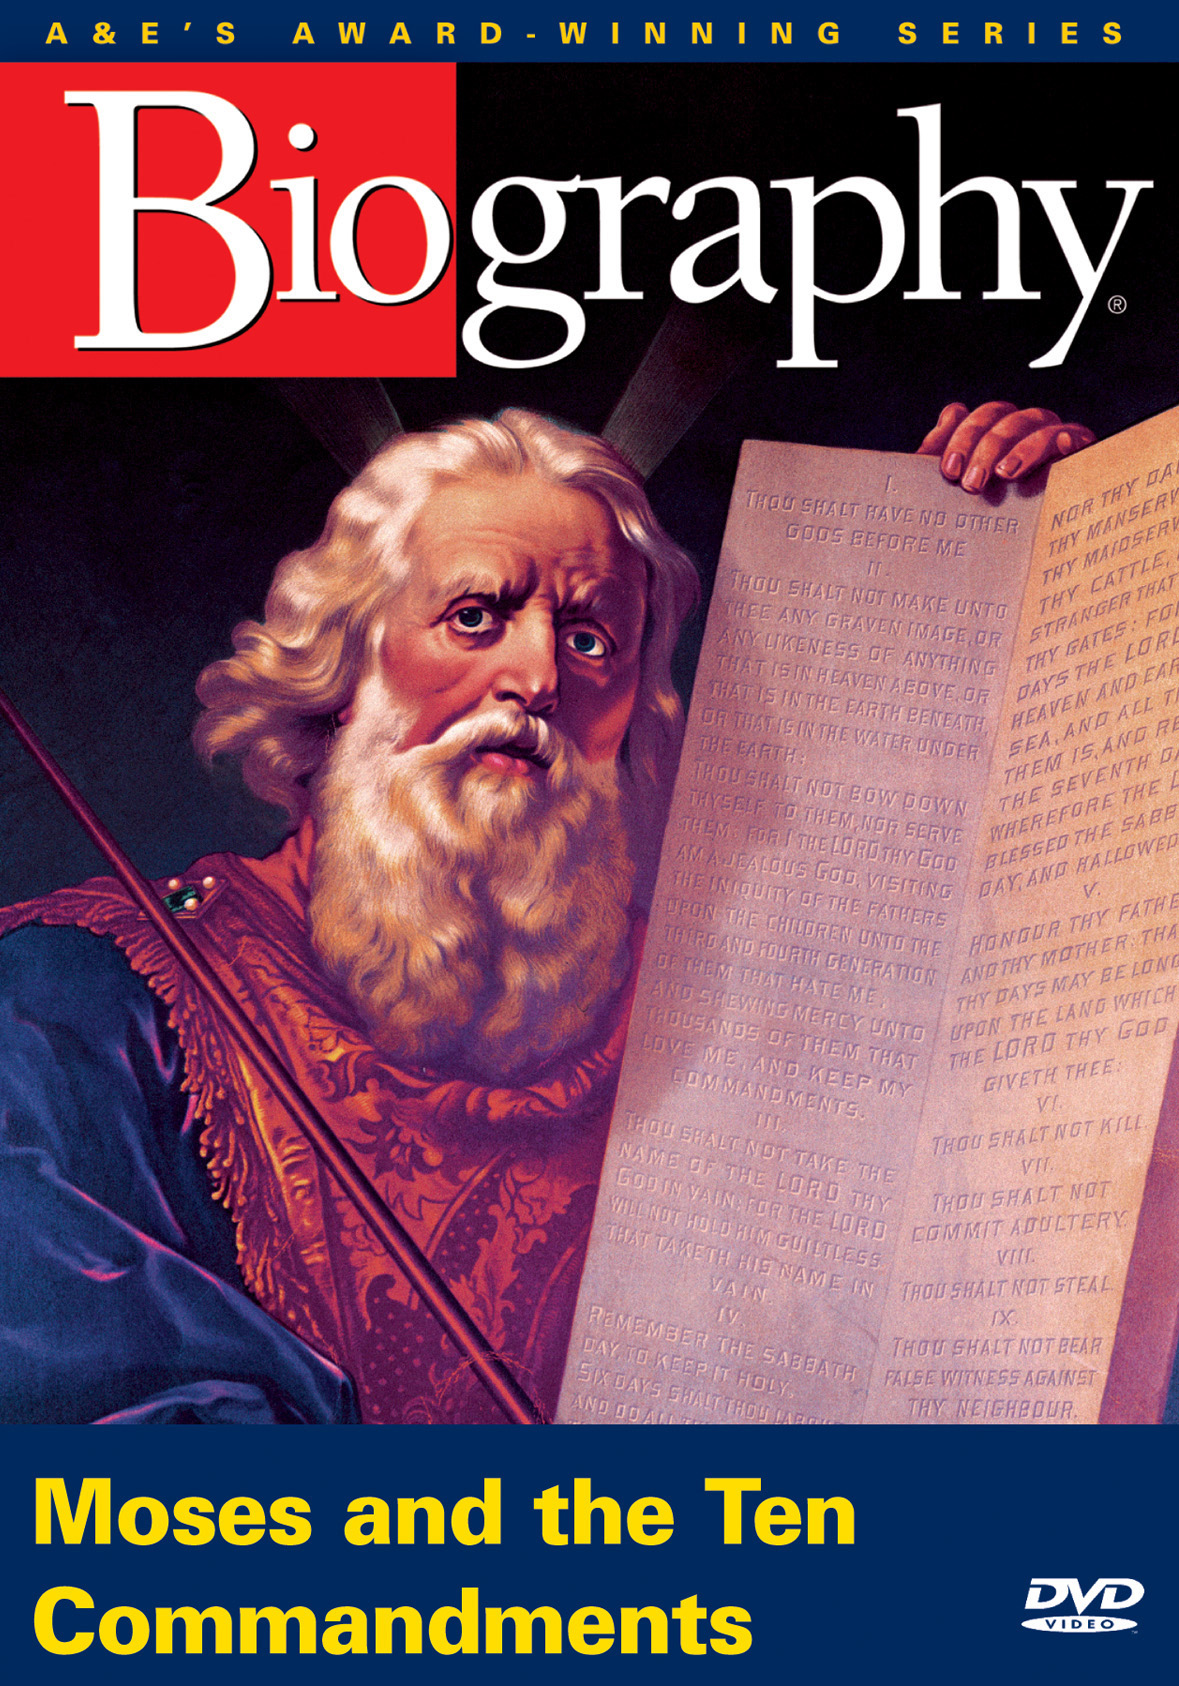 A&E'S AWARD-WINNING SERIES
Biography®
I.
THOU SHALT HAVE NO OTHER
GODS BEFORE ME
II.
THOU SHALT NOT MAKE UNTO
THEE ANY GRAVEN IMAGE, OR
ANY LIKENESS OF ANYTHING
THAT IS IN HEAVEN ABOVE, OR
THAT IS IN THE EARTH BENEATH,
OR THAT IS IN THE WATER UNDER
THE EARTH:
THOU SHALT NOT BOW DOWN
THYSELF TO THEM, NOR SERVE
THEM: FOR I THE LORD THY GOD
AM A JEALOUS GOD, VISITING
THE INIQUITY OF THE FATHERS
UPON THE CHILDREN UNTO THE
THIRD AND FOURTH GENERATION
OF THEM THAT HATE ME,
AND SHEWING MERCY UNTO
THOUSANDS OF THEM THAT
LOVE ME, AND KEEP MY
COMMANDMENTS.
III.
THOU SHALT NOT TAKE THE
NAME OF THE LORD THY
GOD IN VAIN: FOR THE LORD
WILL NOT HOLD HIM GUILTLESS
THAT TAKETH HIS NAME IN
VAIN.
IV.
REMEMBER THE SABBATH
DAY, TO KEEP IT HOLY,
SIX DAYS SHALT THOU
AND DO ALL
NOR THY
THY
THY
THY CATTLE,
STRANGER THAT
THY GATES: 
DAYS THE LORD
HEAVEN AND
SEA, AND ALL
THEM IS, AND
THE SEVENTH
WHEREFORE THE
BLESSED THE
DAY, AND HALLOWED
V.
HONOUR THY
AND THY MOTHER: 
THY DAYS MAY BE LONG
UPON THE LAND WHICH
THE LORD THY GOD
GIVETH THEE:
VI.
THOU SHALT NOT KILL.
VII.
THOU SHALT NOT
COMMIT ADULTERY.
VIII.
THOU SHALT NOT STEAL.
IX.
THOU SHALT NOT BEAR
FALSE WITNESS AGAINST
THY NEIGHBOUR.
Moses and the Ten
Commandments
DVD
VIDEO